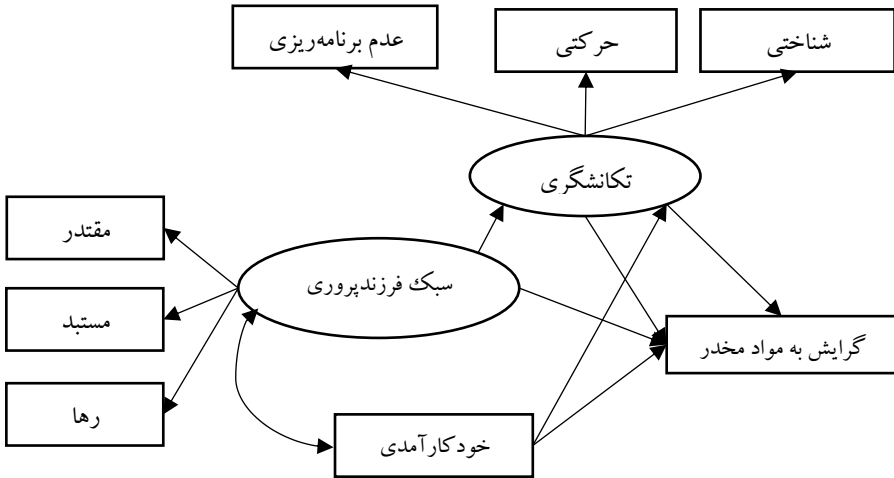 شناختی
حرکتی
عدم برنامه‌ریزی
تکانشگری
مقتدر
سبک فرزندپروری
مستبد
گرایش به مواد مخدر
رها
خودکارآمدی